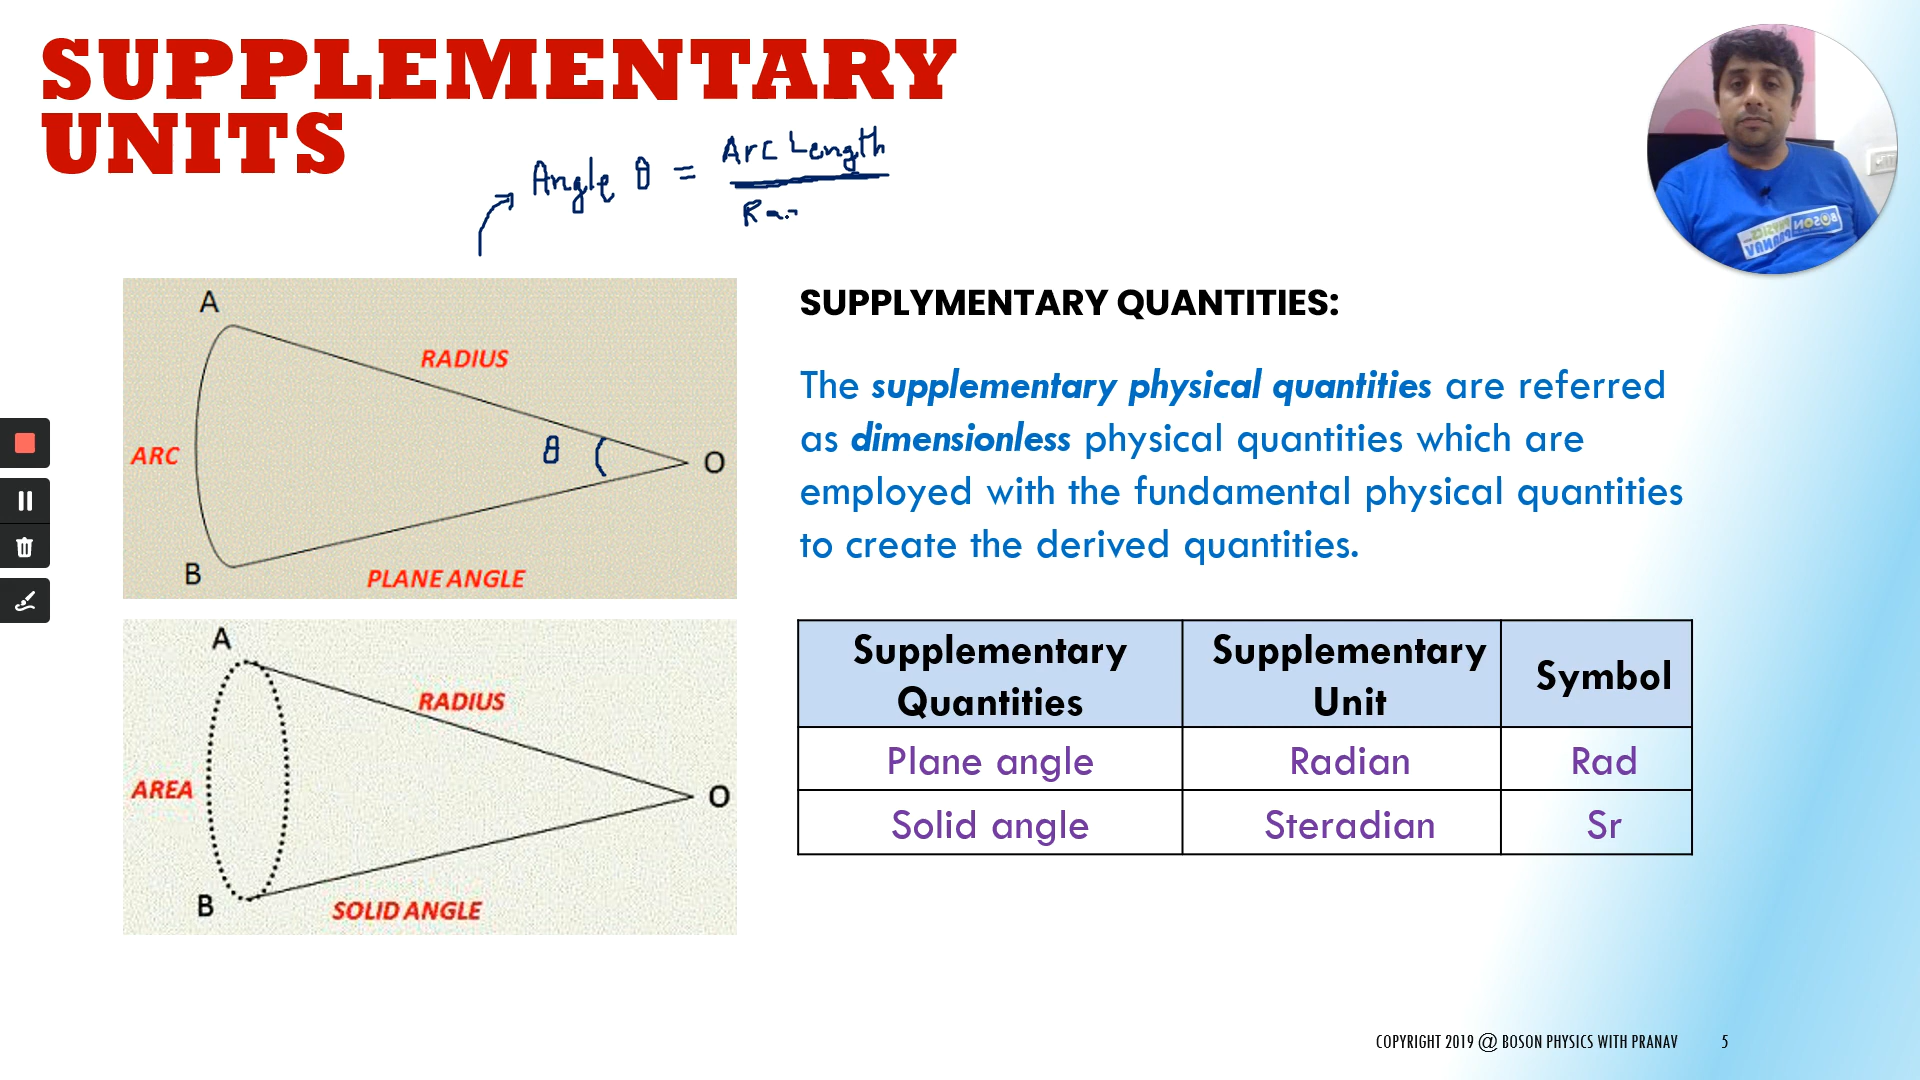 SUPPLEMENTARY
UNITS
Angle θ = Arc Length
A
RADIUS
ARC
θ
O
B
PLANE ANGLE
A
RADIUS
AREA
O
B
SOLID ANGLE
SUPPLYMENTARY QUANTITIES:
The supplementary physical quantities are referred
as dimensionless physical quantities which are
employed with the fundamental physical quantities
to create the derived quantities.
Supplementary Quantities Supplementary Unit Symbol
Plane angle Radian Rad
Solid angle Steradian Sr
BOSON
PHYSICS
PRANAV
COPYRIGHT 2019 @ BOSON PHYSICS WITH PRANAV 5